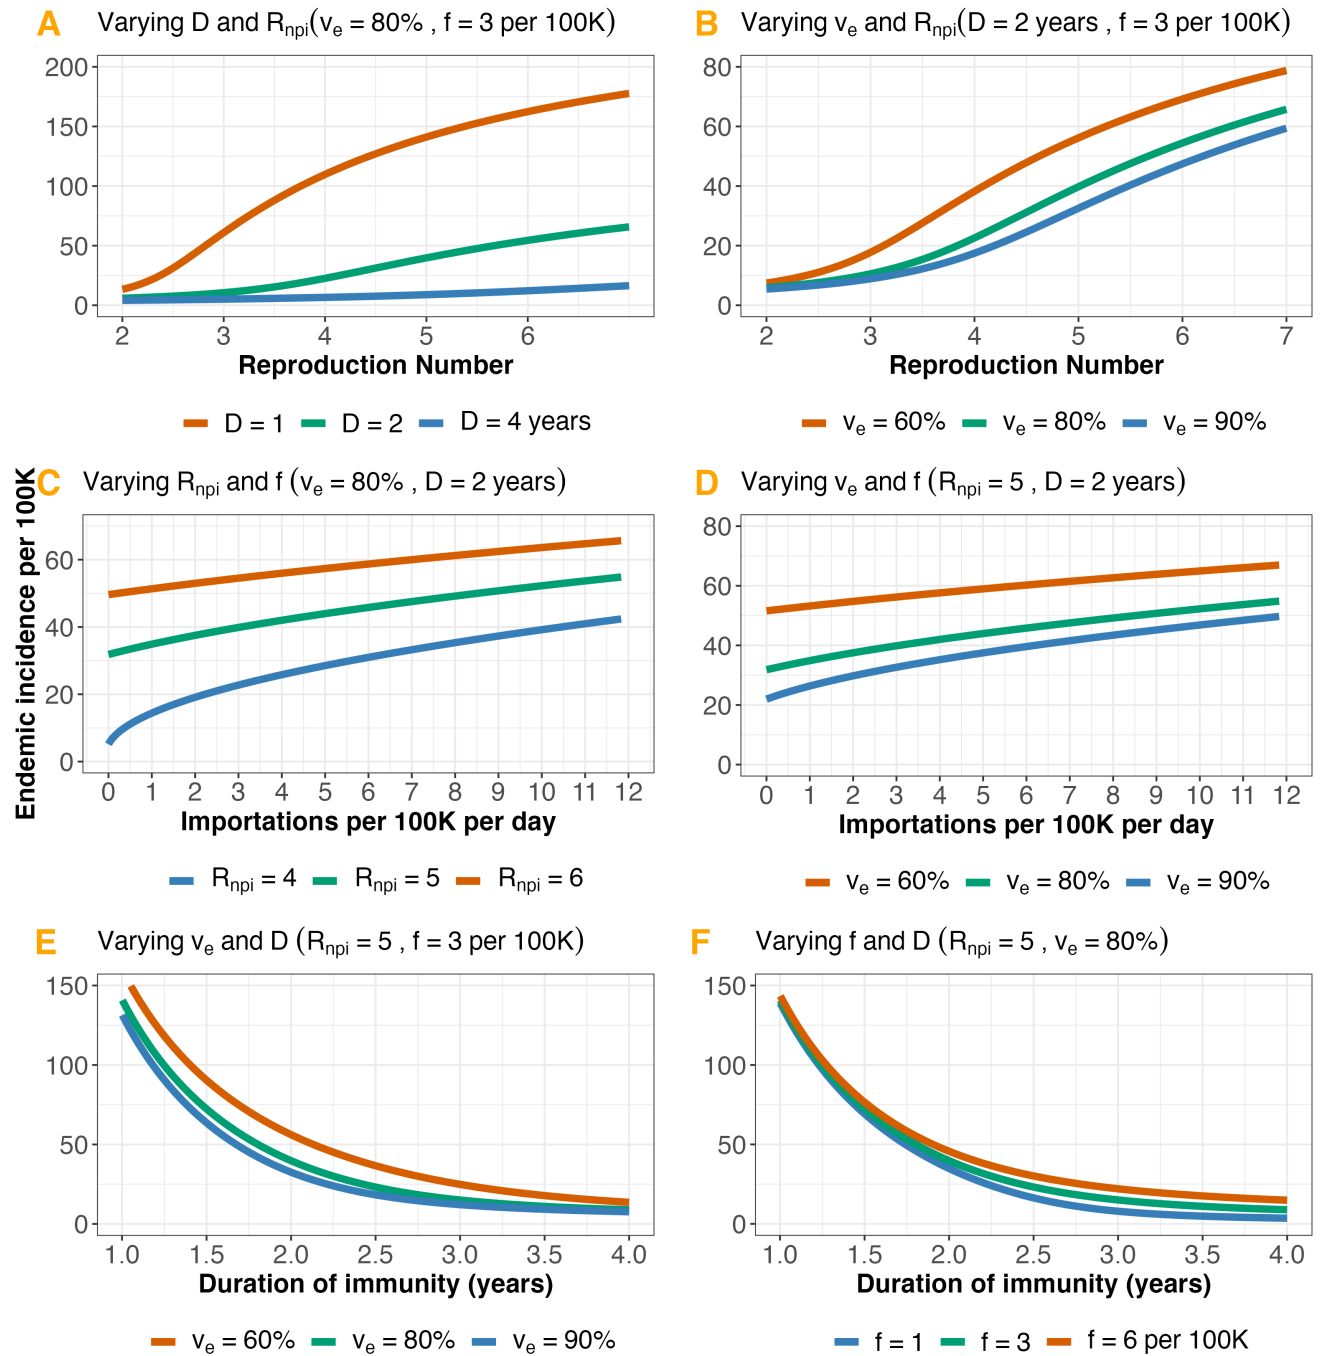 A Varying D and Rnpi(ve = 80% , f = 3 per 100K)
200
150
100
50
0
2 3 4 5 6
Reproduction Number
D = 1 D = 2 D = 4 years
B Varying ve and Rnpi(D = 2 years , f = 3 per 100K)
80
60
40
20
0
2 3 4 5 6 7
Reproduction Number
ve = 60% ve = 80% ve = 90%
Endemic incidence per 100K
C Varying Rnpi and f (ve = 80% , D = 2 years)
60
40
20
0
0 1 2 3 4 5 6 7 8 9 10 11 12
Importations per 100K per day
Rnpi = 4 Rnpi = 5 Rnpi = 6
D Varying ve and f (Rnpi = 5 , D = 2 years)
80
60
40
20
0
0 1 2 3 4 5 6 7 8 9 10 11 12
Importations per 100K per day
ve = 60% ve = 80% ve = 90%
E Varying ve and D (Rnpi = 5 , f = 3 per 100K)
150
100
50
0
1.0 1.5 2.0 2.5 3.0 3.5 4.0
Duration of immunity (years)
ve = 60% ve = 80% ve = 90%
F Varying f and D (Rnpi = 5 , ve = 80%)
150
100
50
0
1.0 1.5 2.0 2.5 3.0 3.5 4.0
Duration of immunity (years)
f = 1 f = 3 f = 6 per 100K